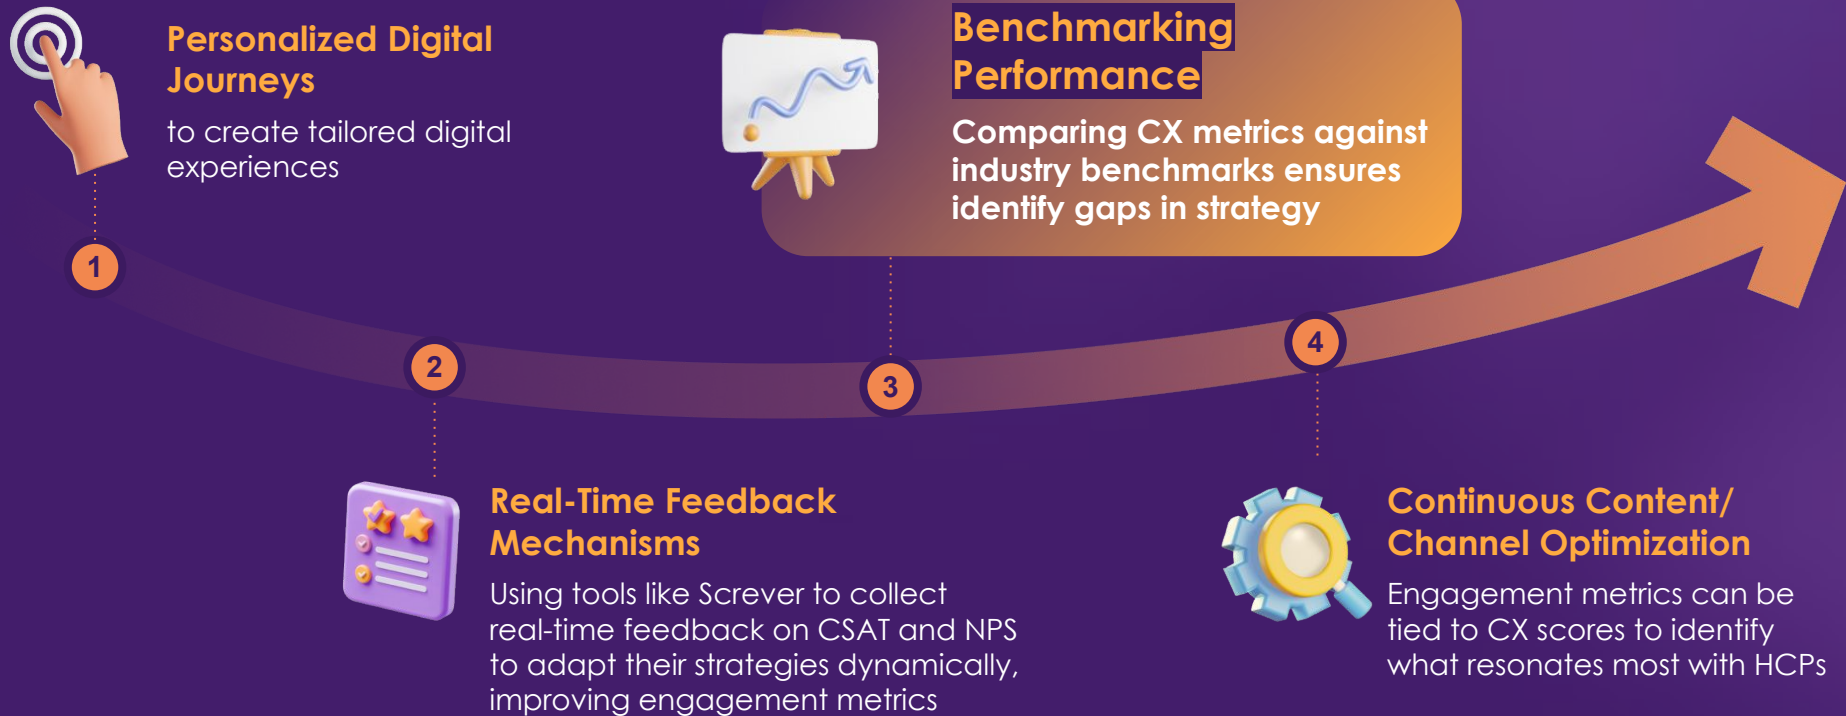 Personalized Digital
Journeys
to create tailored digital
experiences
1
2
Real-Time Feedback
Mechanisms
Using tools like Screver to collect
real-time feedback on CSAT and NPS
to adapt their strategies dynamically,
improving engagement metrics
Benchmarking
Performance
Comparing CX metrics against
industry benchmarks ensures
identify gaps in strategy
3
4
Continuous Content/
Channel Optimization
Engagement metrics can be
tied to CX scores to identify
what resonates most with HCPs